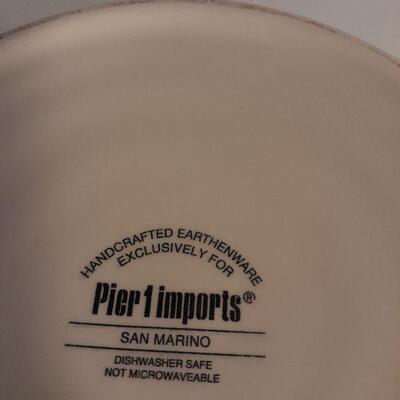 HANDCRAFTED EARTHENWARE
EXCLUSIVELY FOR
Pier 1 imports®
SAN MARINO
DISHWASHER SAFE
NOT MICROWAVEABLE